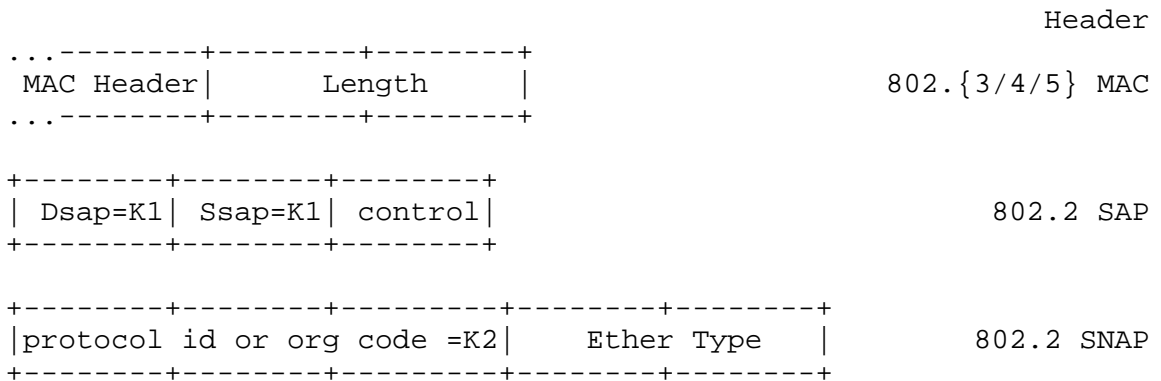 Header
...--------+--------+--------+
MAC Header|      Length      |                     802.{3/4/5} MAC
...--------+--------+--------+
+--------+--------+--------+
| Dsap=K1| Ssap=K1| control|                            802.2 SAP
+--------+--------+--------+
+--------+--------+---------+--------+--------+
|protocol id or org code =K2|    Ether Type   |        802.2 SNAP
+--------+--------+---------+--------+--------+